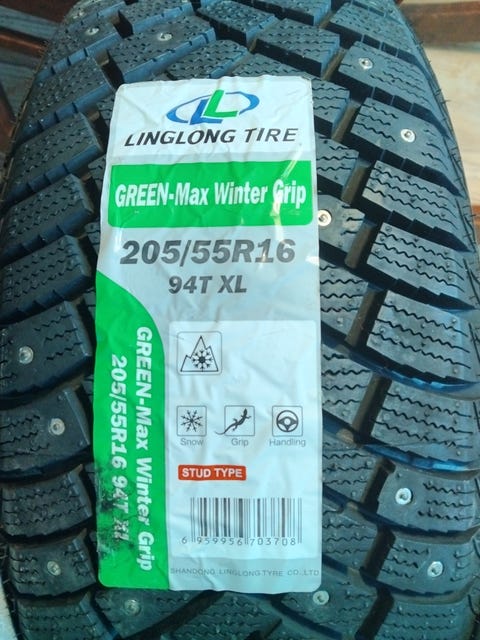 LINGLONG TIRE
GREEN-Max Winter Grip
205/55R16
94T XL
GREEN-Max Winter Grip
205/55R16 94T XL
Snow Grip Handling
STUD TYPE
6 959956 703708
SHANDONG LINGLONG TYRE CO.,LTD